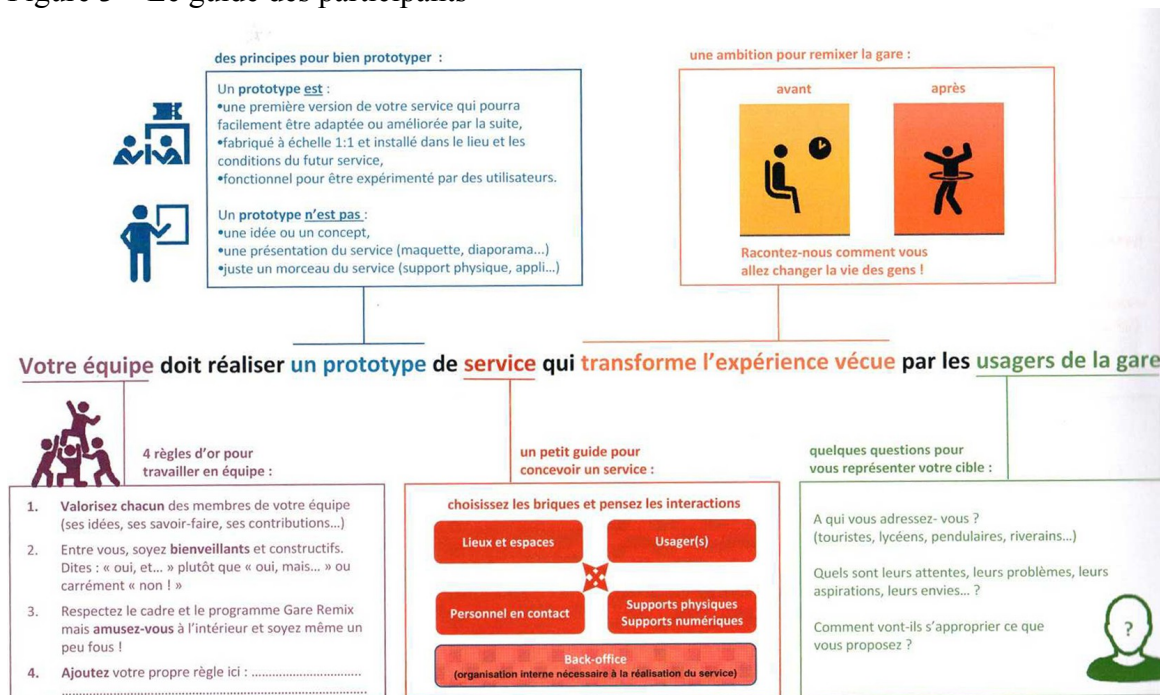 Figure 3 – Le guide des participants
des principes pour bien prototyper :
Un prototype est :
•une première version de votre service qui pourra
facilement être adaptée ou améliorée par la suite,
•fabriqué à échelle 1:1 et installé dans le lieu et les
conditions du futur service,
•fonctionnel pour être expérimenté par des utilisateurs.
Un prototype n'est pas :
•une idée ou un concept,
•une présentation du service (maquette, diaporama...)
•juste un morceau du service (support physique, appli...)
une ambition pour remixer la gare :
avant
après
Racontez-nous comment vous
allez changer la vie des gens !
Votre équipe doit réaliser un prototype de service qui transforme l'expérience vécue par les usagers de la gare
4 règles d'or pour
travailler en équipe :
1. Valorisez chacun des membres de votre équipe
(ses idées, ses savoir-faire, ses contributions...)
2. Entre vous, soyez bienveillants et constructifs.
Dites : « oui, et... » plutôt que « oui, mais... » ou
carrément « non ! »
3. Respectez le cadre et le programme Gare Remix
mais amusez-vous à l'intérieur et soyez même un
peu fous !
4. Ajoutez votre propre règle ici : ..............................
un petit guide pour
concevoir un service :
choisissez les briques et pensez les interactions
Lieux et espaces
Usager(s)
Personnel en contact
Supports physiques
Supports numériques
Back-office
(organisation interne nécessaire à la réalisation du service)
quelques questions pour
vous représenter votre cible :
A qui vous adressez- vous ?
(touristes, lycéens, pendulaires, riverains...)
Quels sont leurs attentes, leurs problèmes, leurs
aspirations, leurs envies... ?
Comment vont-ils s'approprier ce que
vous proposez ?
?